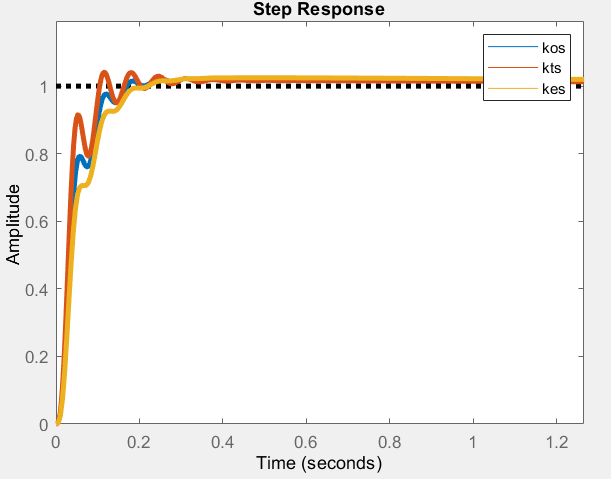 Step Response
kos
kts
kes
Amplitude
1
0.8
0.6
0.4
0.2
0
0 0.2 0.4 0.6 0.8 1 1.2
Time (seconds)